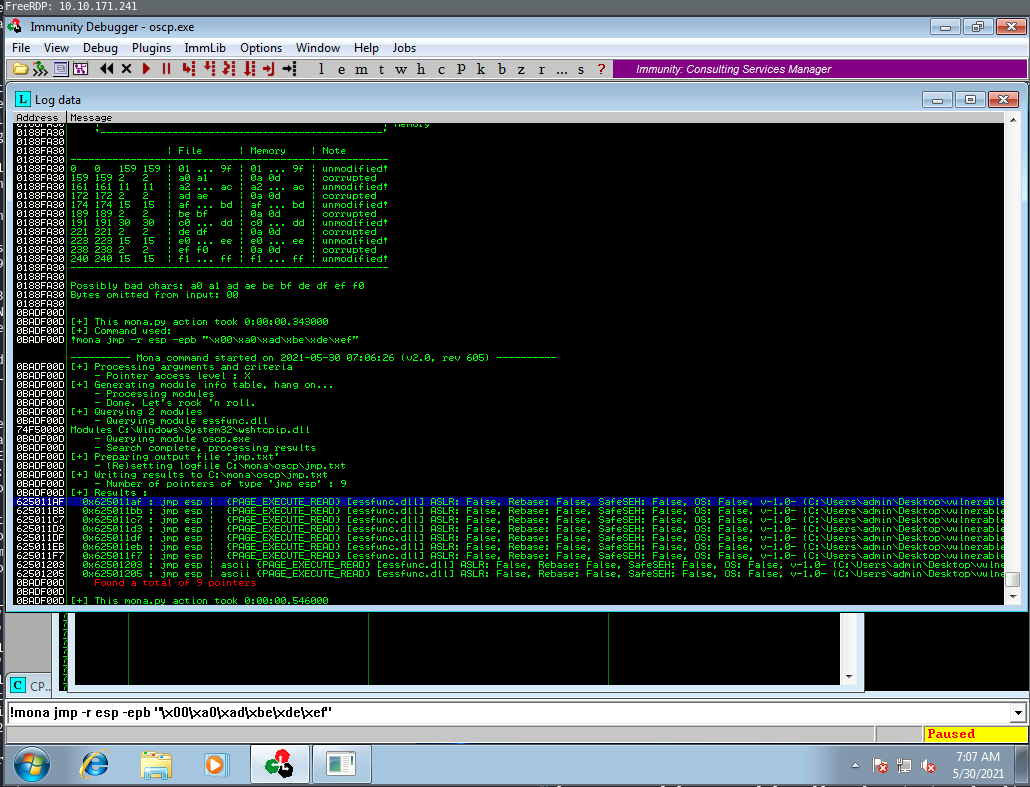 FreeRDP: 10.10.171.241
Immunity Debugger - oscp.exe
File View Debug Plugins ImmLib Options Window Help Jobs
l e m t w h c P k b z r ... s ?
Immunity: Consulting Services Manager
Log data
Address Message
0188FA30
0188FA30 '-----------------------------------------------'
0188FA30
0188FA30 | File | Memory | Note
0188FA30 -----------------------------------------------------
0188FA30 0 0 159 159 | 01 ... 9f | 01 ... 9f | unmodified!
0188FA30 159 159 2 2 | a0 a1 | 0a 0d | corrupted
0188FA30 161 161 11 11 | a2 ... ac | a2 ... ac | unmodified!
0188FA30 172 172 2 2 | ad ae | 0a 0d | corrupted
0188FA30 174 174 15 15 | af ... bd | af ... bd | unmodified!
0188FA30 189 189 2 2 | be bf | 0a 0d | corrupted
0188FA30 191 191 30 30 | c0 ... dd | c0 ... dd | unmodified!
0188FA30 221 221 2 2 | de df | 0a 0d | corrupted
0188FA30 223 223 15 15 | e0 ... ee | e0 ... ee | unmodified!
0188FA30 238 238 2 2 | ef f0 | 0a 0d | corrupted
0188FA30 240 240 15 15 | f1 ... ff | f1 ... ff | unmodified!
0188FA30 -----------------------------------------------------
0188FA30
0188FA30 Possibly bad chars: a0 a1 ad ae be bf de df ef f0
0188FA30 Bytes omitted from input: 00
0188FA30
0BADF00D
0BADF00D [+] This mona.py action took 0:00:00.343000
0BADF00D [+] Command used:
0BADF00D !mona jmp -r esp -cpb "\x00\xa0\xad\xbe\xde\xef"
---------- Mona command started on 2021-05-30 07:06:26 (v2.0, rev 605) ----------
0BADF00D [+] Processing arguments and criteria
0BADF00D - Pointer access level : X
0BADF00D [+] Generating module info table, hang on...
0BADF00D - Processing modules
0BADF00D - Done. Let's rock 'n roll.
0BADF00D [+] Querying 2 modules
0BADF00D - Querying module essfunc.dll
74F50000 Modules C:\Windows\System32\wshtcpip.dll
0BADF00D - Querying module oscp.exe
0BADF00D - Search complete, processing results
0BADF00D [+] Preparing output file 'jmp.txt'
0BADF00D - (Re)setting logfile C:\mona\oscp\jmp.txt
0BADF00D [+] Writing results to C:\mona\oscp\jmp.txt
0BADF00D - Number of pointers of type 'jmp esp' : 9
0BADF00D [+] Results :
625011AF 0x625011af : jmp esp | {PAGE_EXECUTE_READ} [essfunc.dll] ASLR: False, Rebase: False, SafeSEH: False, OS: False, v-1.0- (C:\Users\admin\Desktop\vulnerable
625011BB 0x625011bb : jmp esp | {PAGE_EXECUTE_READ} [essfunc.dll] ASLR: False, Rebase: False, SafeSEH: False, OS: False, v-1.0- (C:\Users\admin\Desktop\vulnerable
625011C7 0x625011c7 : jmp esp | {PAGE_EXECUTE_READ} [essfunc.dll] ASLR: False, Rebase: False, SafeSEH: False, OS: False, v-1.0- (C:\Users\admin\Desktop\vulnerable
625011D3 0x625011d3 : jmp esp | {PAGE_EXECUTE_READ} [essfunc.dll] ASLR: False, Rebase: False, SafeSEH: False, OS: False, v-1.0- (C:\Users\admin\Desktop\vulnerable
625011DF 0x625011df : jmp esp | {PAGE_EXECUTE_READ} [essfunc.dll] ASLR: False, Rebase: False, SafeSEH: False, OS: False, v-1.0- (C:\Users\admin\Desktop\vulnerable
625011EB 0x625011eb : jmp esp | {PAGE_EXECUTE_READ} [essfunc.dll] ASLR: False, Rebase: False, SafeSEH: False, OS: False, v-1.0- (C:\Users\admin\Desktop\vulnerable
625011F7 0x625011f7 : jmp esp | {PAGE_EXECUTE_READ} [essfunc.dll] ASLR: False, Rebase: False, SafeSEH: False, OS: False, v-1.0- (C:\Users\admin\Desktop\vulnerable
62501203 0x62501203 : jmp esp | ascii {PAGE_EXECUTE_READ} [essfunc.dll] ASLR: False, Rebase: False, SafeSEH: False, OS: False, v-1.0- (C:\Users\admin\Desktop\vulne
62501205 0x62501205 : jmp esp | ascii {PAGE_EXECUTE_READ} [essfunc.dll] ASLR: False, Rebase: False, SafeSEH: False, OS: False, v-1.0- (C:\Users\admin\Desktop\vulne
0BADF00D Found a total of 9 pointers
0BADF00D
0BADF00D [+] This mona.py action took 0:00:00.546000
CP..
!mona jmp -r esp -cpb "\x00\xa0\xad\xbe\xde\xef"
Paused
7:07 AM
5/30/2021